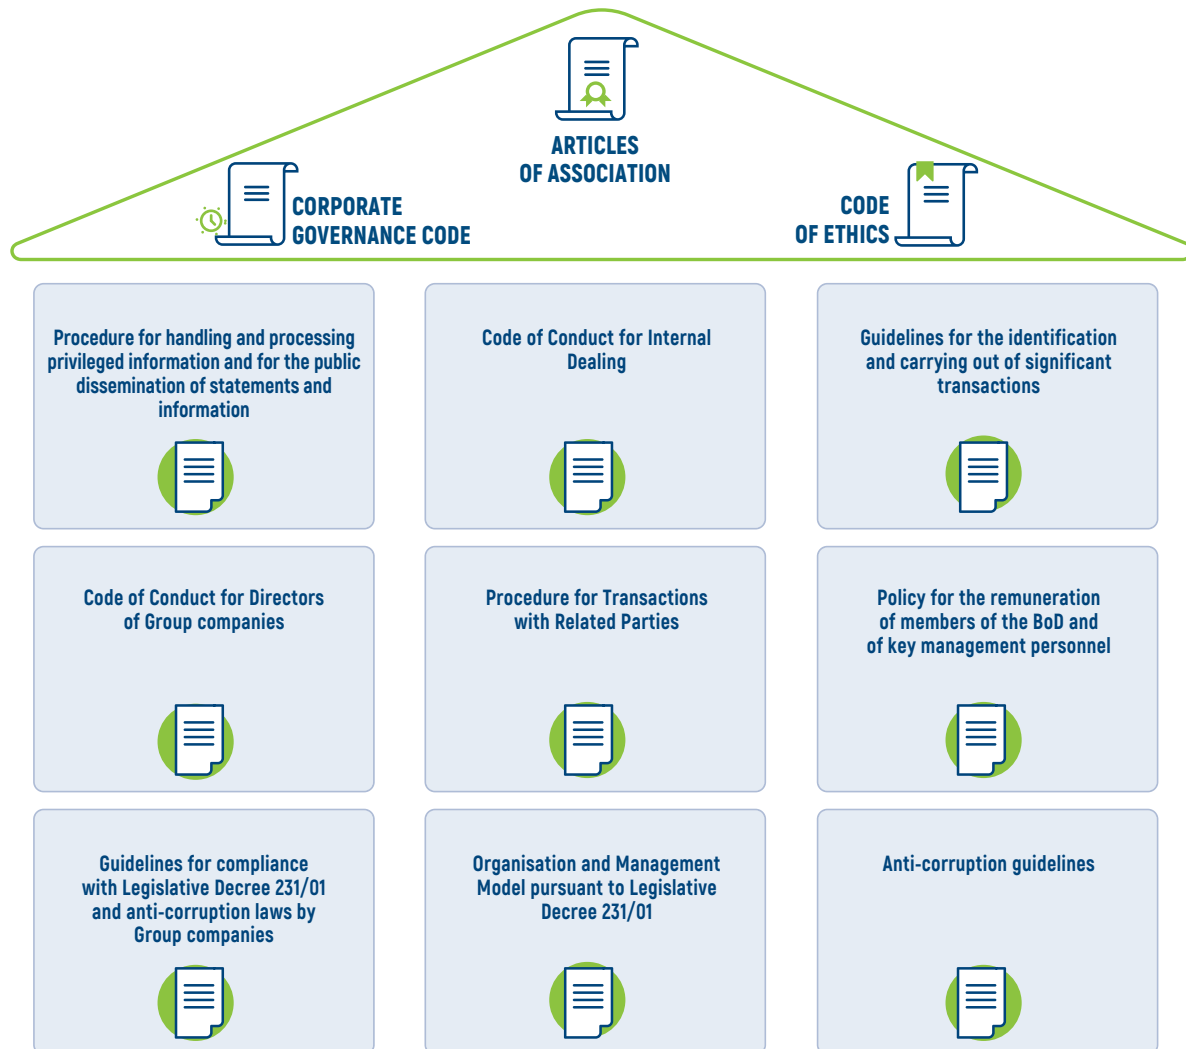 ARTICLES
OF ASSOCIATION
CORPORATE
GOVERNANCE CODE
CODE
OF ETHICS
Procedure for handling and processing
privileged information and for the public
dissemination of statements and
information
Code of Conduct for Internal
Dealing
Guidelines for the identification
and carrying out of significant
transactions
Code of Conduct for Directors
of Group companies
Procedure for Transactions
with Related Parties
Policy for the remuneration
of members of the BoD and
of key management personnel
Guidelines for compliance
with Legislative Decree 231/01
and anti-corruption laws by
Group companies
Organisation and Management
Model pursuant to Legislative
Decree 231/01
Anti-corruption guidelines